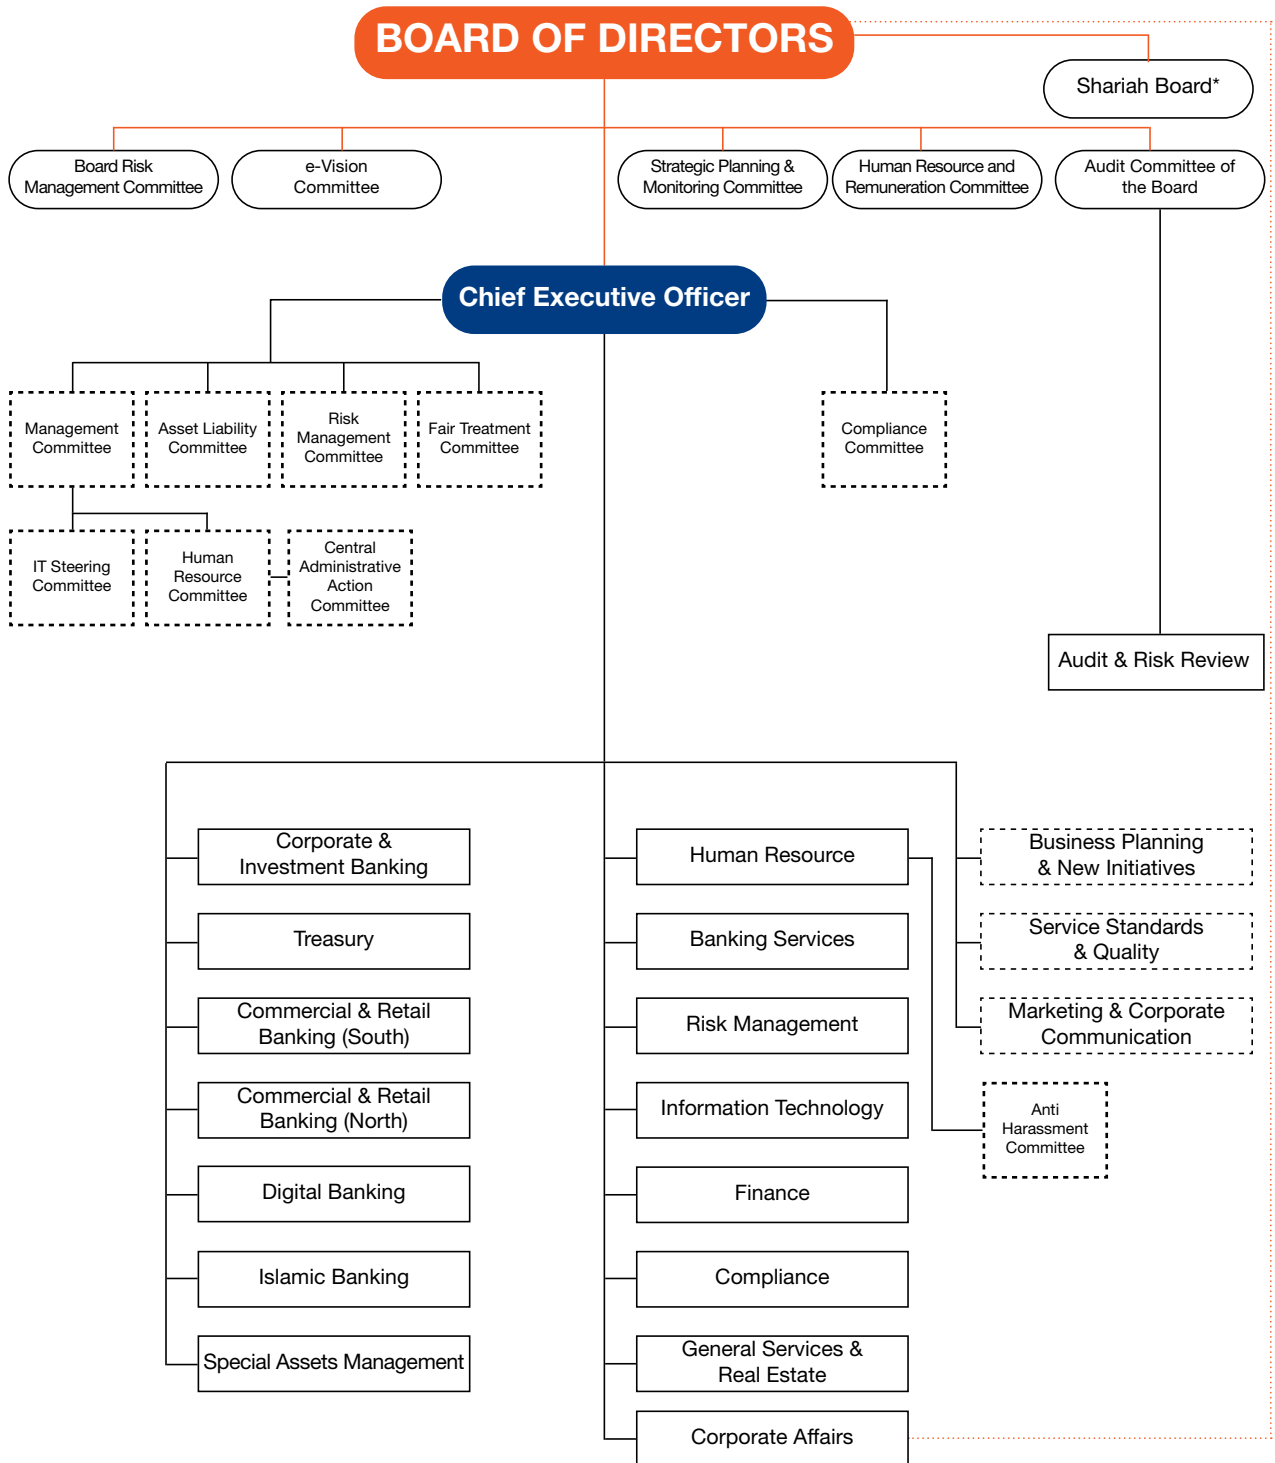 BOARD OF DIRECTORS
Shariah Board*
Board Risk
Management Committee
e-Vision
Committee
Strategic Planning &
Monitoring Committee
Human Resource and
Remuneration Committee
Audit Committee of
the Board
Chief Executive Officer
Management
Committee
Asset Liability
Committee
Risk
Management
Committee
Fair Treatment
Committee
Compliance
Committee
IT Steering
Committee
Human
Resource
Committee
Central
Administrative
Action
Committee
Audit & Risk Review
Corporate &
Investment Banking
Treasury
Commercial & Retail
Banking (South)
Commercial & Retail
Banking (North)
Digital Banking
Islamic Banking
Special Assets Management
Human Resource
Banking Services
Risk Management
Information Technology
Finance
Compliance
General Services &
Real Estate
Corporate Affairs
Business Planning
& New Initiatives
Service Standards
& Quality
Marketing & Corporate
Communication
Anti
Harassment
Committee